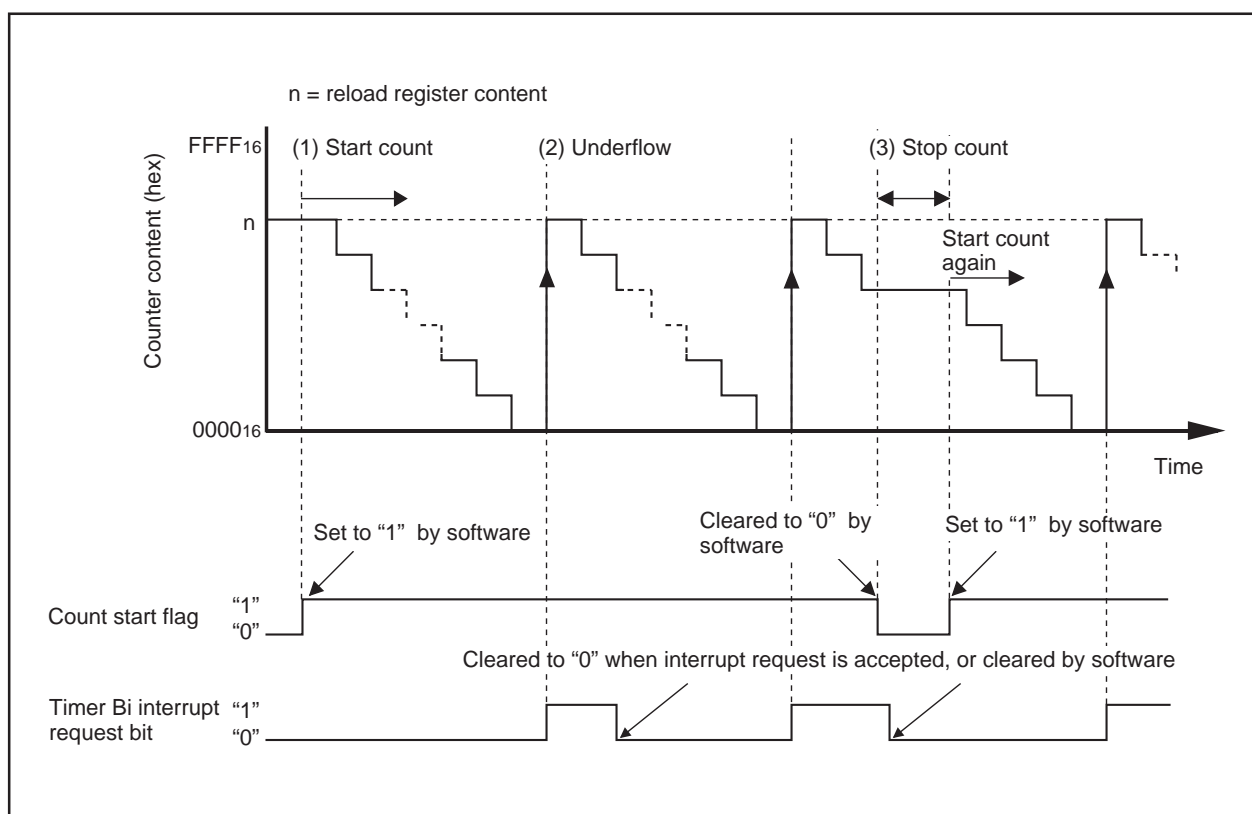 n = reload register content
FFFF16
(1) Start count
(2) Underflow
(3) Stop count
n
Start count
again
Counter content (hex)
000016
Time
Set to “1” by software
Cleared to “0” by
software
Set to “1” by software
Count start flag
“1”
“0”
Cleared to “0” when interrupt request is accepted, or cleared by software
Timer Bi interrupt
request bit
“1”
“0”